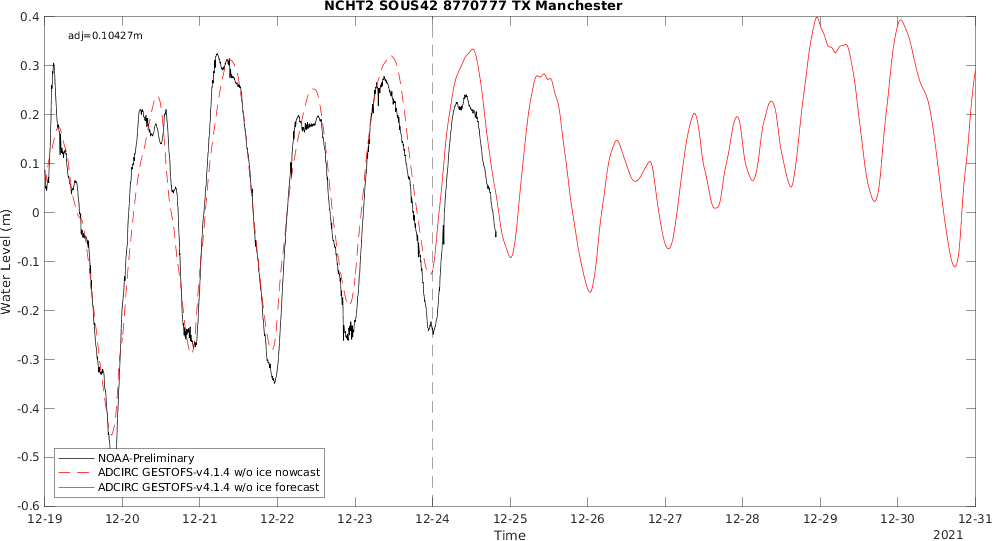 NCHT2 SOUS42 8770777 TX Manchester
adj=0.10427m
0.4
0.3
0.2
0.1
0
-0.1
-0.2
-0.3
-0.4
-0.5
-0.6
Water Level (m)
NOAA-Preliminary
ADCIRC GESTOFS-v4.1.4 w/o ice nowcast
ADCIRC GESTOFS-v4.1.4 w/o ice forecast
12-19 12-20 12-21 12-22 12-23 12-24 12-25 12-26 12-27 12-28 12-29 12-30 12-31
Time
2021